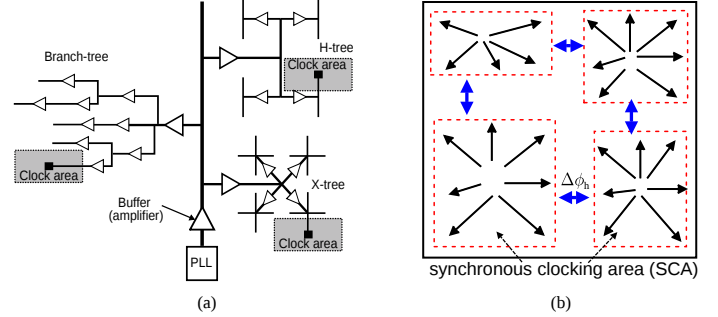 Branch-tree
H-tree
Clock area
Clock area
X-tree
Buffer
(amplifier)
Clock area
PLL
(a)
Δϕh
synchronous clocking area (SCA)
(b)